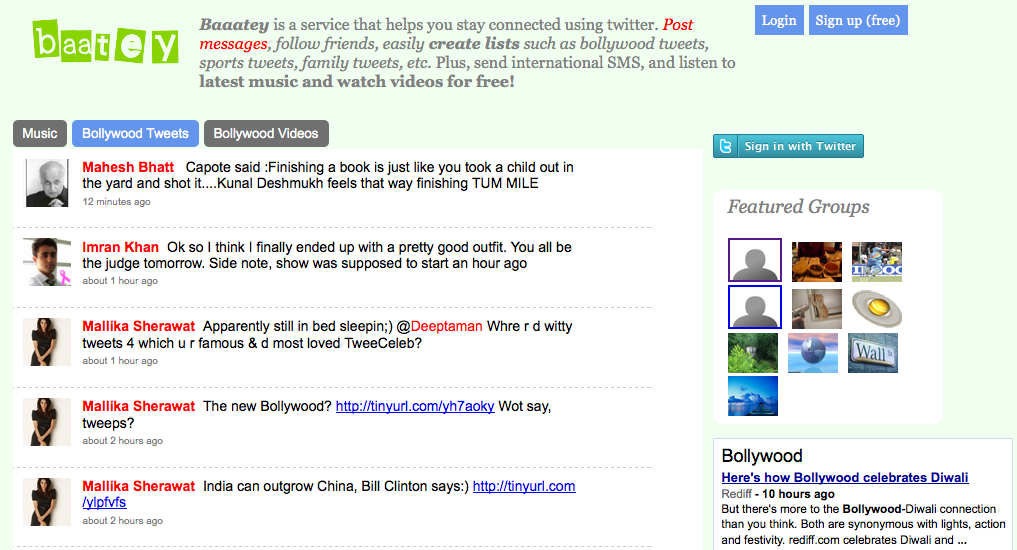 baatey
Baaatey is a service that helps you stay connected using twitter. Post
messages, follow friends, easily create lists such as bollywood tweets,
sports tweets, family tweets, etc. Plus, send international SMS, and listen to
latest music and watch videos for free!
Login
Sign up (free)
Music
Bollywood Tweets
Bollywood Videos
Mahesh Bhatt Capote said :Finishing a book is just like you took a child out in
the yard and shot it....Kunal Deshmukh feels that way finishing TUM MILE
12 minutes ago
Imran Khan Ok so I think I finally ended up with a pretty good outfit. You all be
the judge tomorrow. Side note, show was supposed to start an hour ago
about 1 hour ago
Mallika Sherawat Apparently still in bed sleepin;) @Deeptaman Whre r d witty
tweets 4 which u r famous & d most loved TweeCeleb?
about 1 hour ago
Mallika Sherawat The new Bollywood? http://tinyurl.com/yh7aoky Wot say,
tweeps?
about 2 hours ago
Mallika Sherawat India can outgrow China, Bill Clinton says:) http://tinyurl.com
/ylpfvfs
about 2 hours ago
Sign in with Twitter
Featured Groups
Wall St
Bollywood
Here's how Bollywood celebrates Diwali
Rediff - 10 hours ago
But there's more to the Bollywood-Diwali connection
than you think. Both are synonymous with lights, action
and festivity. rediff.com celebrates Diwali and ...